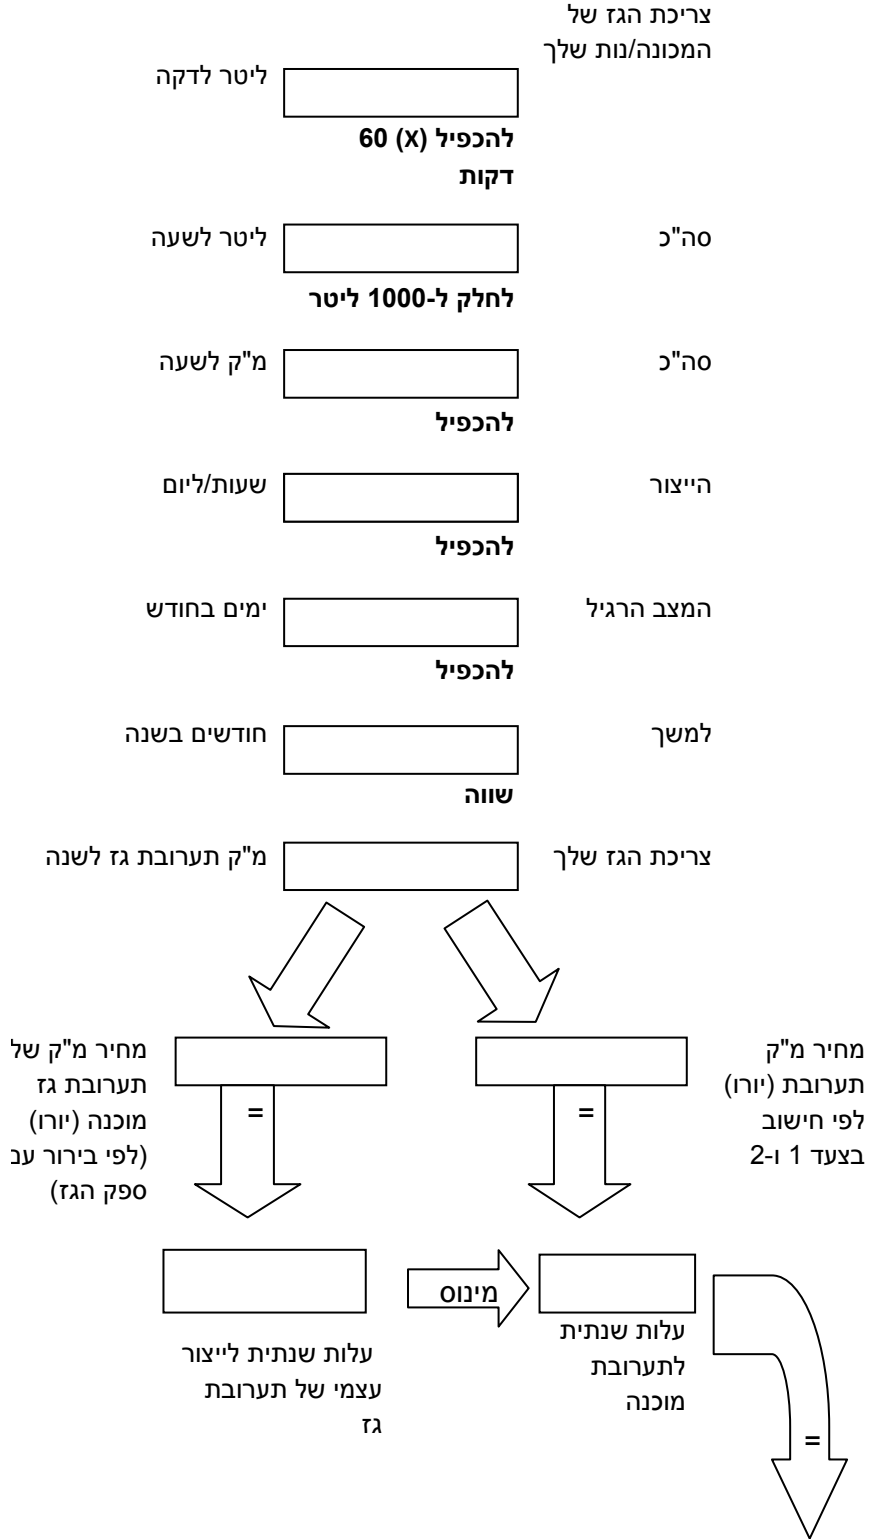 צריכת הגז של
המכונה/נות שלך
ליטר לדקה
להכפיל (X) 60
דקות
סה"כ
ליטר לשעה
לחלק ל-1000 ליטר
סה"כ
מ"ק לשעה
להכפיל
הייצור
שעות/ליום
להכפיל
המצב הרגיל
ימים בחודש
להכפיל
למשך
חודשים בשנה
שווה
צריכת הגז שלך
מ"ק תערובת גז לשנה
מחיר מ"ק
תערובת (יורו)
לפי חישוב
בצעד 1 ו-2
=
מחיר מ"ק של
תערובת גז
מוכנה (יורו)
(לפי בירור עם
ספק הגז)
=
עלות שנתית
לתערובת
מוכנה
מינוס
עלות שנתית לייצור
עצמי של תערובת
גז
=